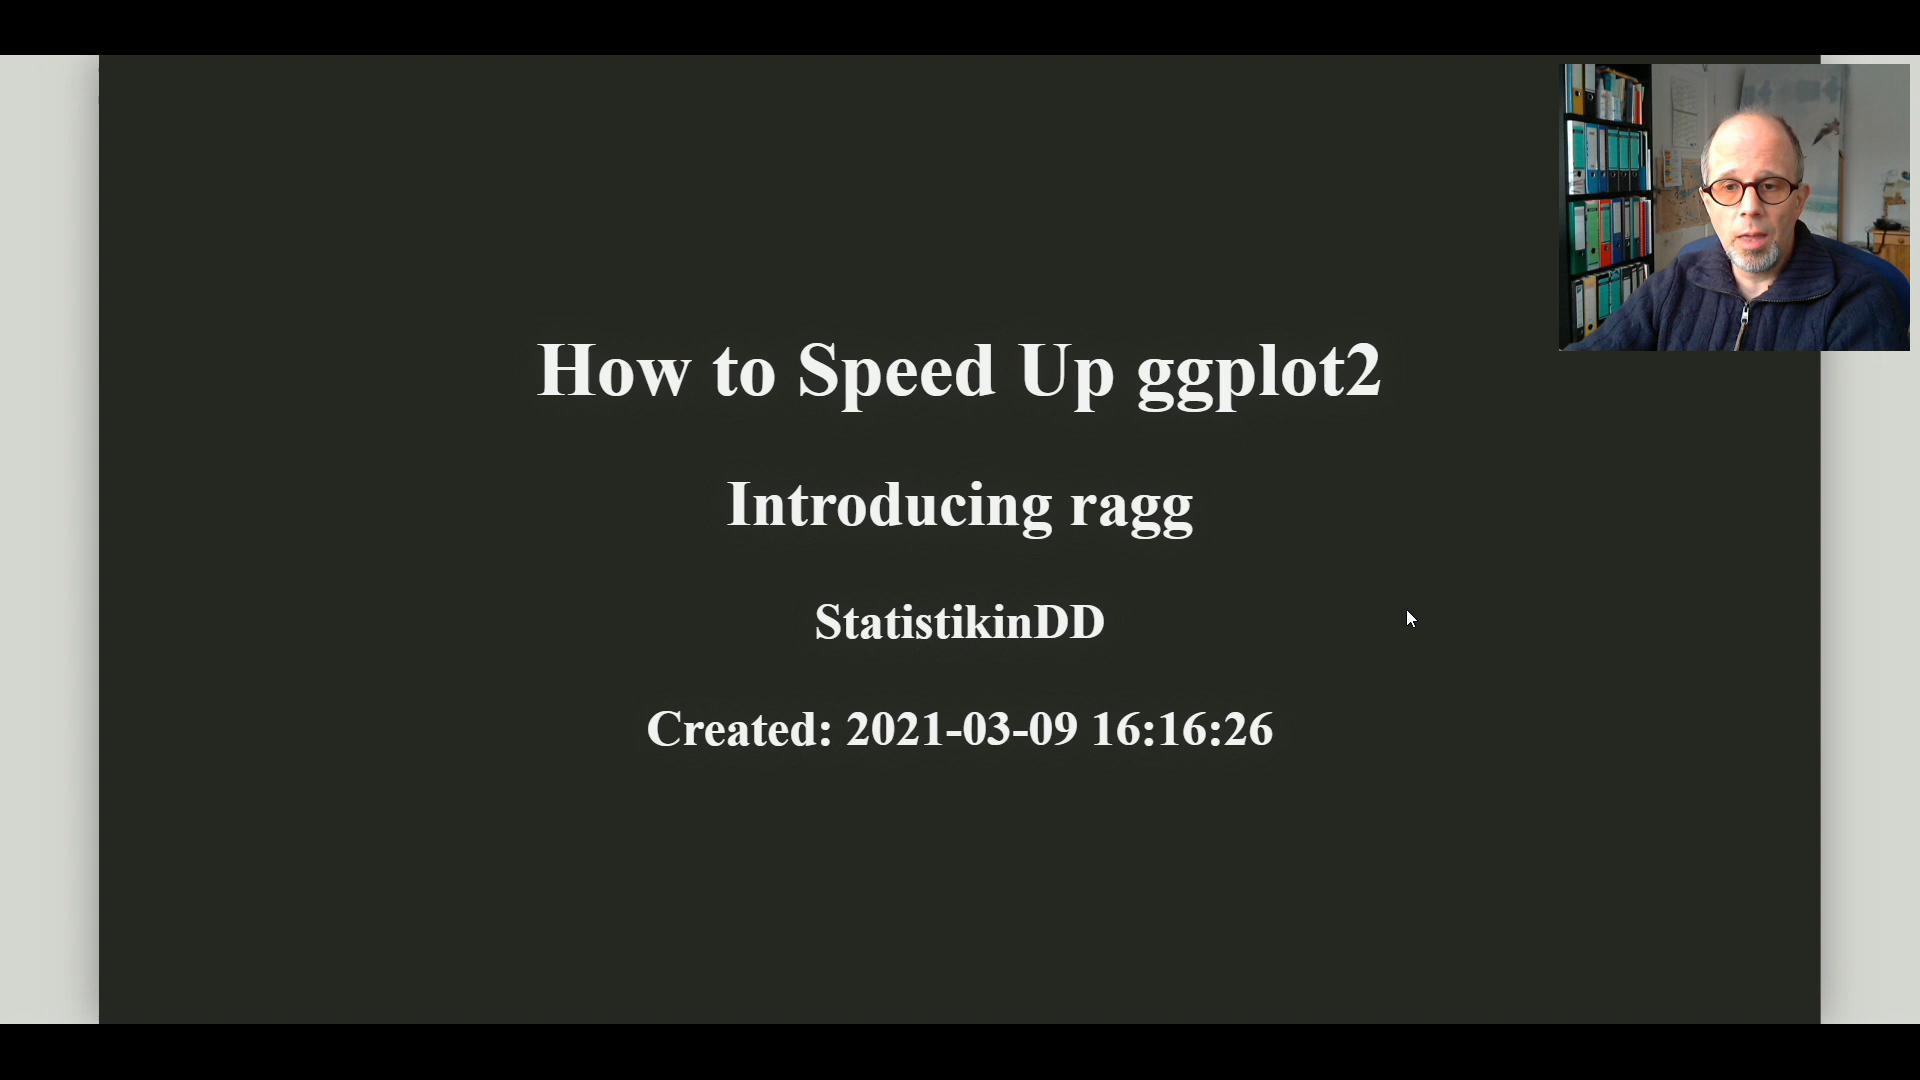 How to Speed Up ggplot2
Introducing ragg
StatistikinDD
Created: 2021-03-09 16:16:26